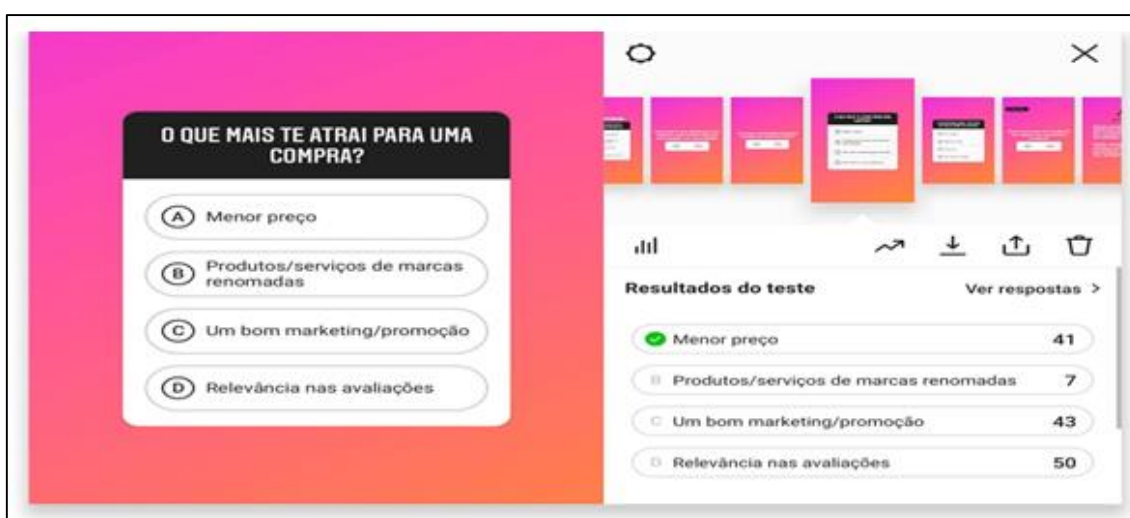 O QUE MAIS TE ATRAI PARA UMA
COMPRA?
A Menor preço
B Produtos/serviços de marcas
renomadas
C Um bom marketing/promoção
D Relevância nas avaliações
Resultados do teste Ver respostas >
Menor preço 41
B Produtos/serviços de marcas renomadas 7
C Um bom marketing/promoção 43
D Relevância nas avaliações 50